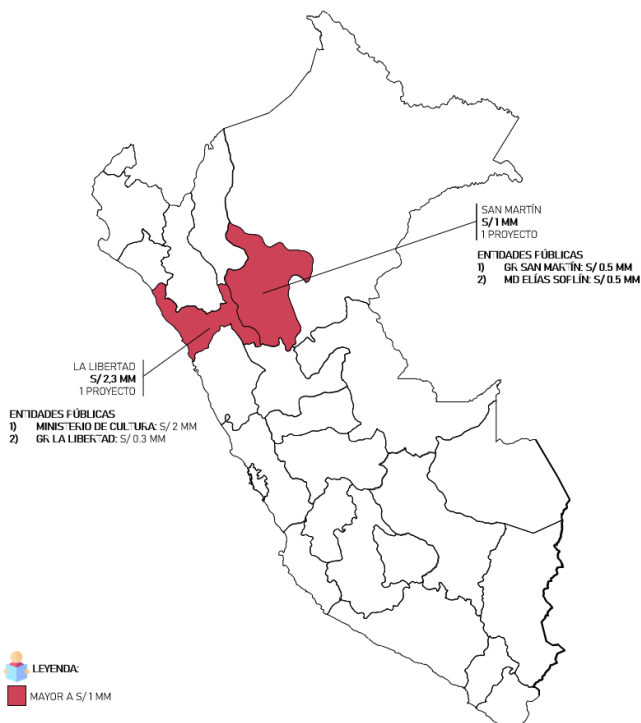 SAN MARTÍN
S/ 1 MM
1 PROYECTO
ENTIDADES PÚBLICAS
1) GR SAN MARTÍN: S/ 0.5 MM
2) MD ELÍAS SOPLÍN: S/ 0.5 MM
LA LIBERTAD
S/ 2,3 MM
1 PROYECTO
ENTIDADES PÚBLICAS
1) MINISTERIO DE CULTURA: S/ 2 MM
2) GR LA LIBERTAD: S/ 0.3 MM
LEYENDA:
MAYOR A S/ 1 MM